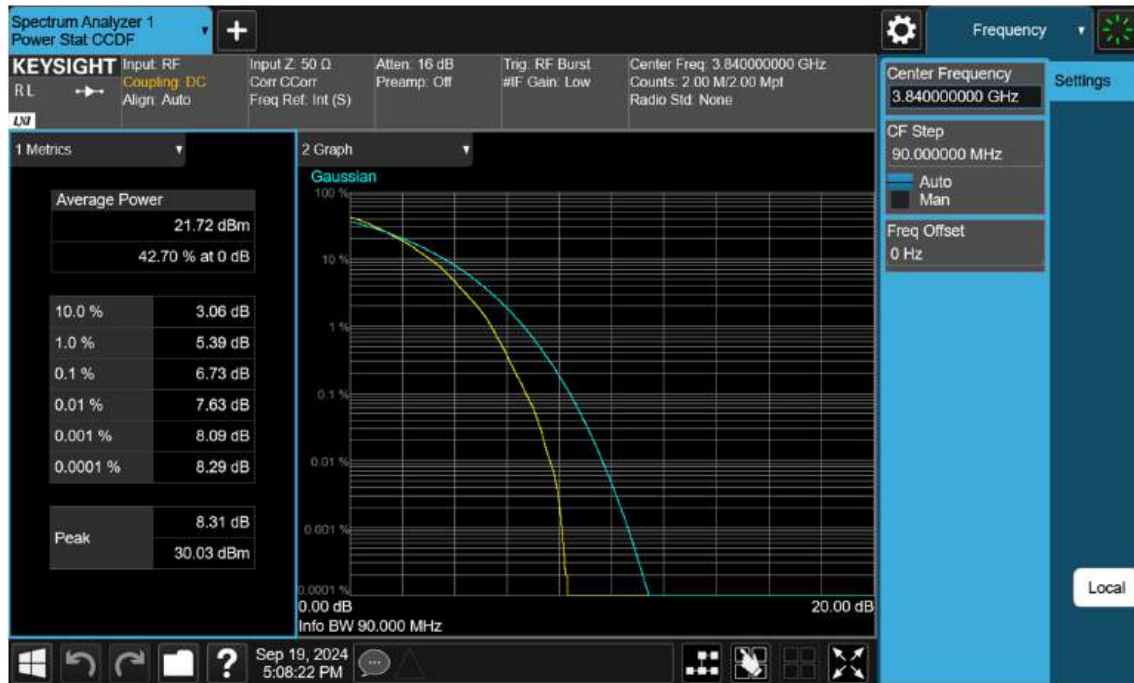 Spectrum Analyzer 1
Power Stat CCDF
Frequency
KEYSIGHT
RL
LXI
Input: RF
Coupling: DC
Align: Auto
Input Z: 50 Ω
Corr CCorr
Freq Ref: Int (S)
Atten: 16 dB
Preamp: Off
Trig: RF Burst
#IF Gain: Low
Center Freq: 3.840000000 GHz
Counts: 2.00 M/2.00 Mpt
Radio Std: None
Center Frequency
3.840000000 GHz
Settings
CF Step
90.000000 MHz
Auto
Man
Freq Offset
0 Hz
1 Metrics
Average Power
21.72 dBm
42.70 % at 0 dB
10.0 % 3.06 dB
1.0 % 5.39 dB
0.1 % 6.73 dB
0.01 % 7.63 dB
0.001 % 8.09 dB
0.0001 % 8.29 dB
Peak
8.31 dB
30.03 dBm
2 Graph
Gaussian
100 %
10 %
1 %
0.1 %
0.01 %
0.001 %
0.0001 %
0.00 dB 20.00 dB
Info BW 90.000 MHz
Local
?
Sep 19, 2024
5:08:22 PM